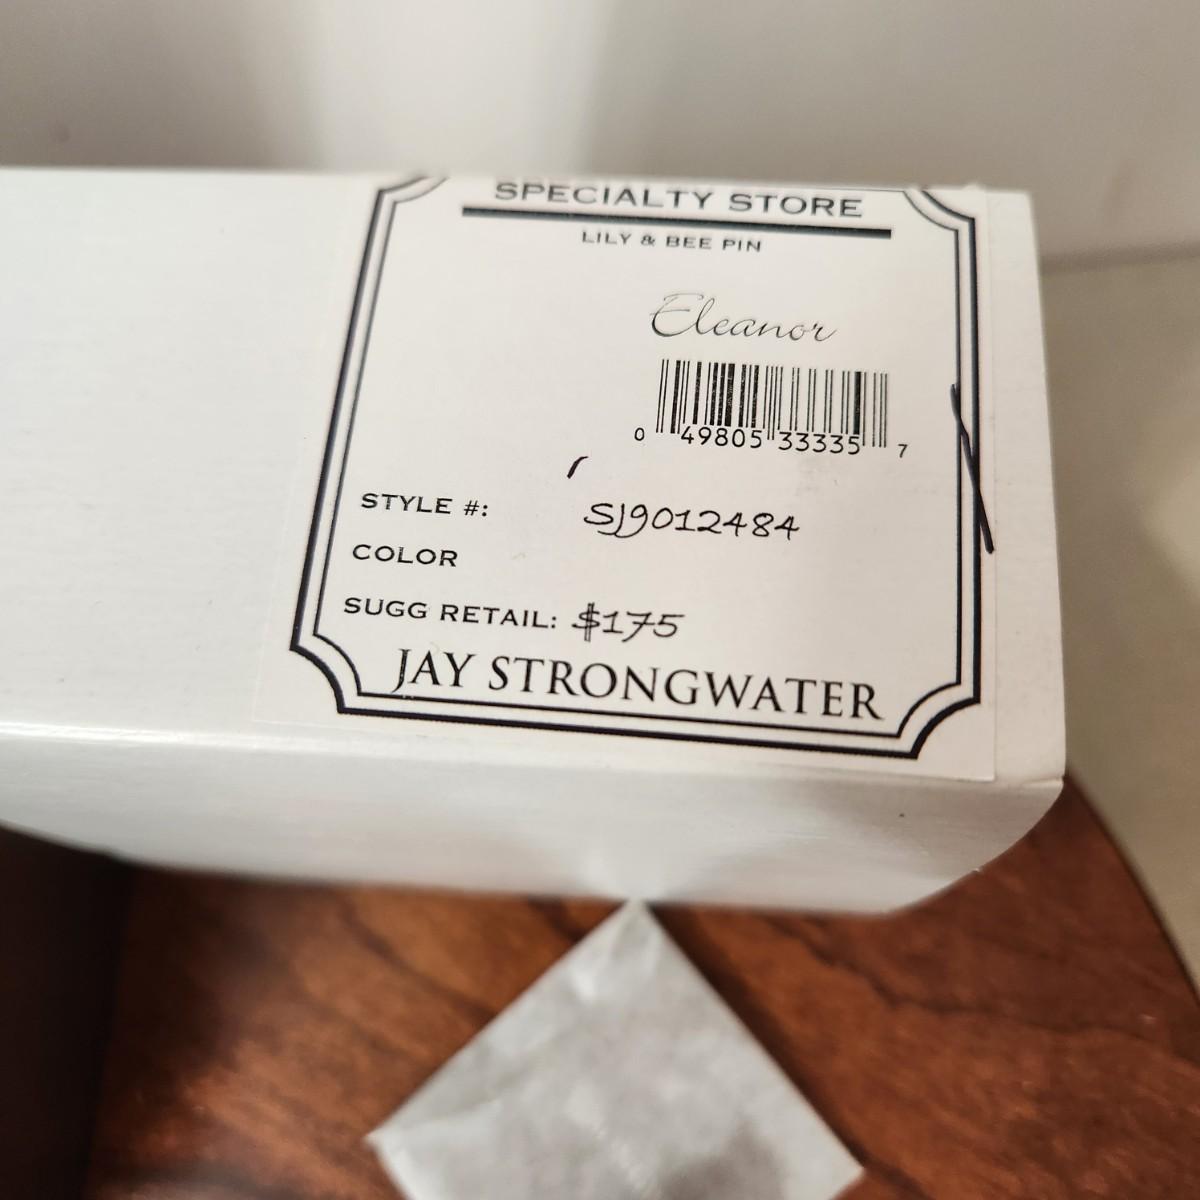 SPECIALTY STORE
LILY & BEE PIN
Eleanor
0 49805 33335 7
STYLE #: SJ9012484
COLOR
SUGG RETAIL: $175
JAY STRONGWATER